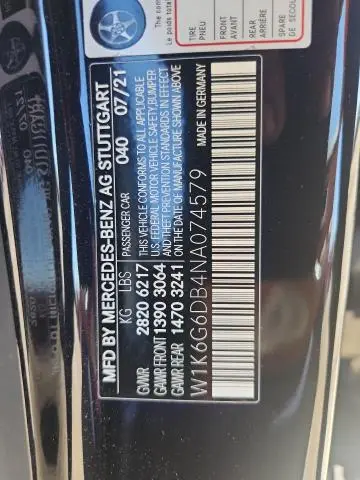 MFD BY MERCEDES-BENZ AG STUTTGART
KG LBS PASSENGER CAR 040 07/21
GVWR 2820 6217 THIS VEHICLE CONFORMS TO ALL APPLICABLE
GAWR FRONT 1390 3064 U.S. FEDERAL MOTOR VEHICLE SAFETY, BUMPER
GAWR REAR 1470 3241 AND THEFT PREVENTION STANDARDS IN EFFECT
ON THE DATE OF MANUFACTURE SHOWN ABOVE
W1K6G6DB4NA074579 MADE IN GERMANY
TIRE
PNEU
FRONT
AVANT
REAR
ARRIÈRE
SPARE
DE SECOU